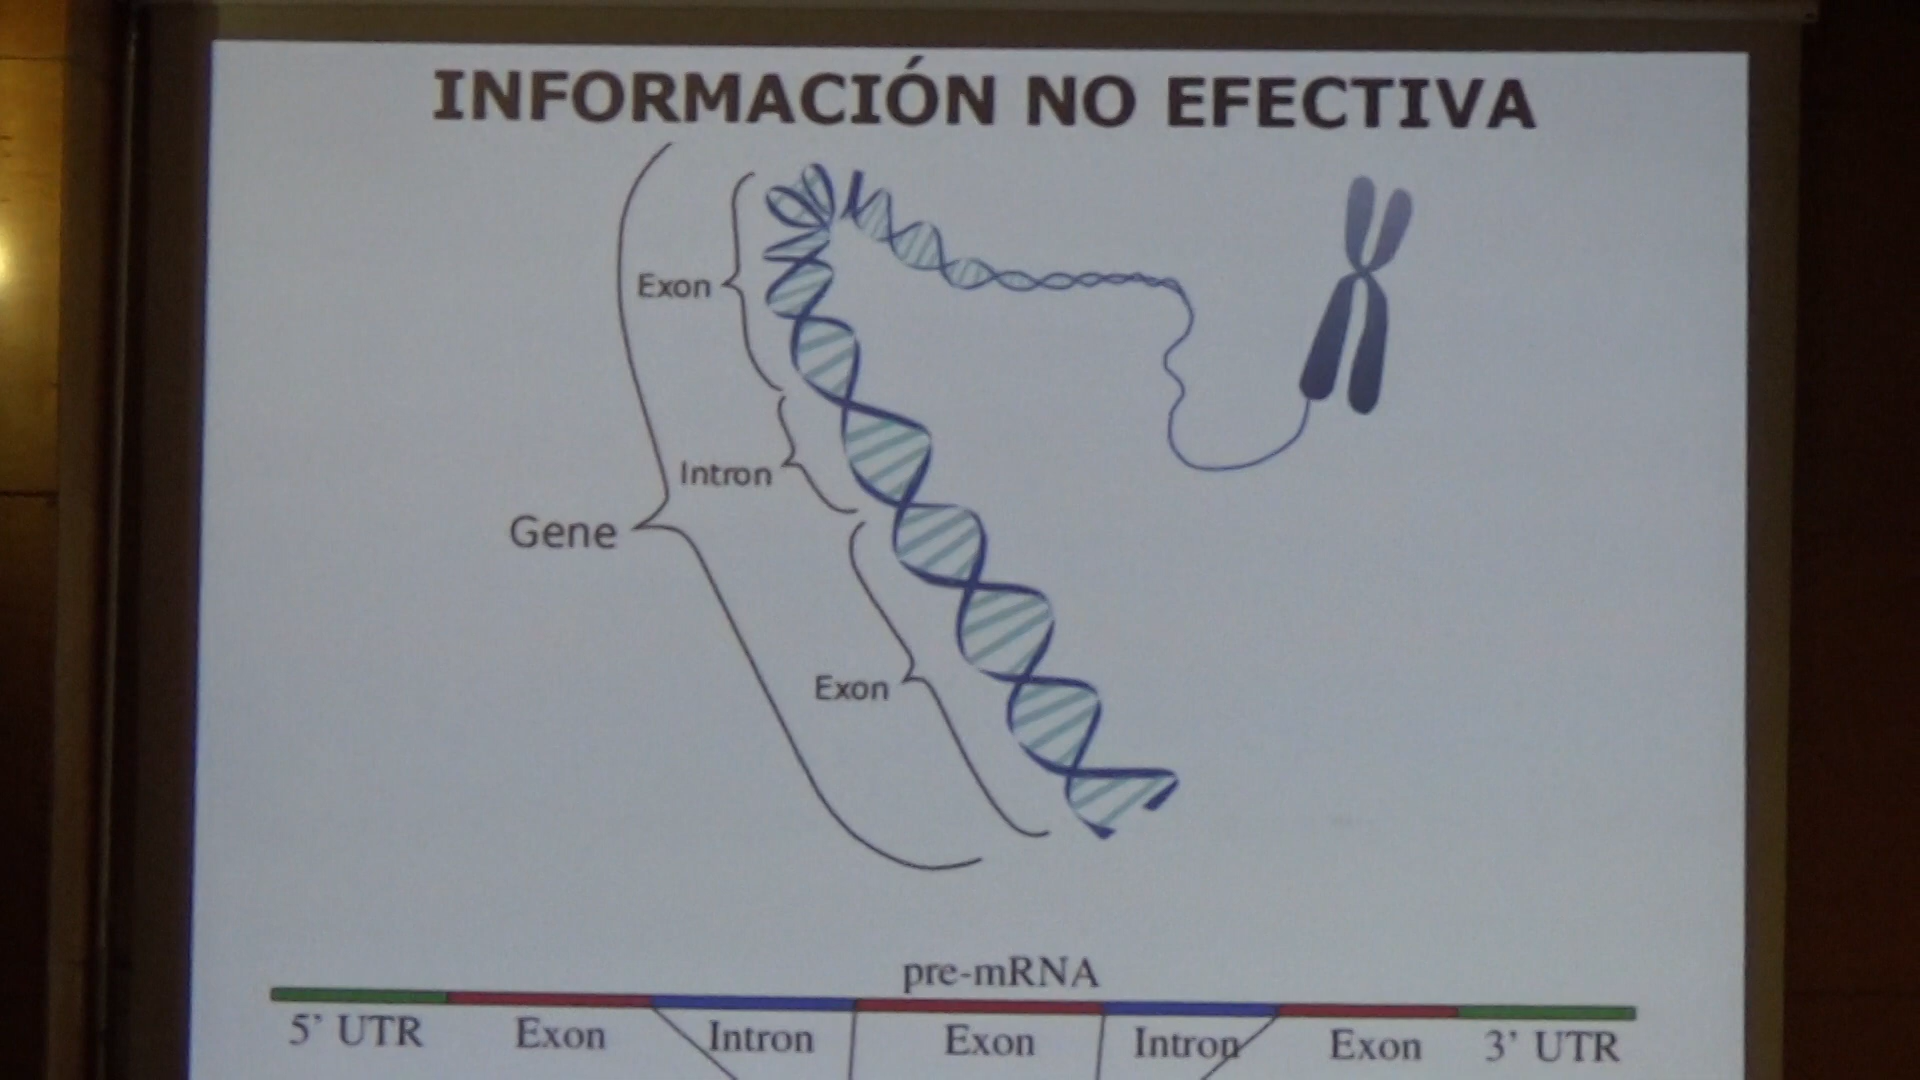 INFORMACIÓN NO EFECTIVA
Exon
Intron
Gene
Exon
pre-mRNA
5' UTR Exon Intron Exon Intron Exon 3' UTR